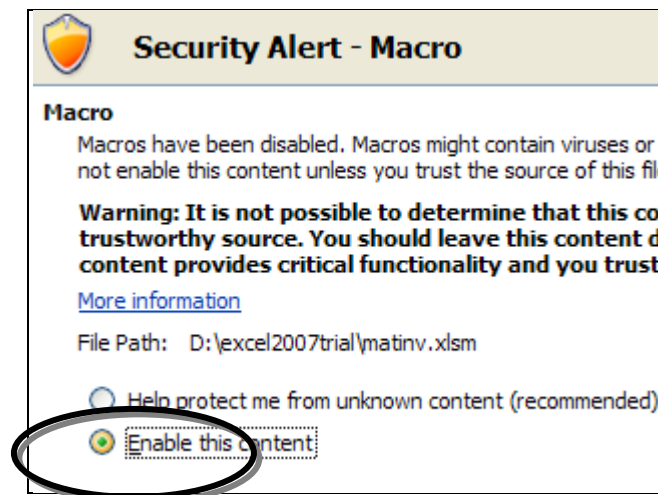 Security Alert - Macro
Macro
Macros have been disabled. Macros might contain viruses or
not enable this content unless you trust the source of this
Warning: It is not possible to determine that this
trustworthy source. You should leave this content
content provides critical functionality and you trust
More information
File Path: D:\excel2007trial\matinv.xlsm
Help protect me from unknown content (recommended)
Enable this content